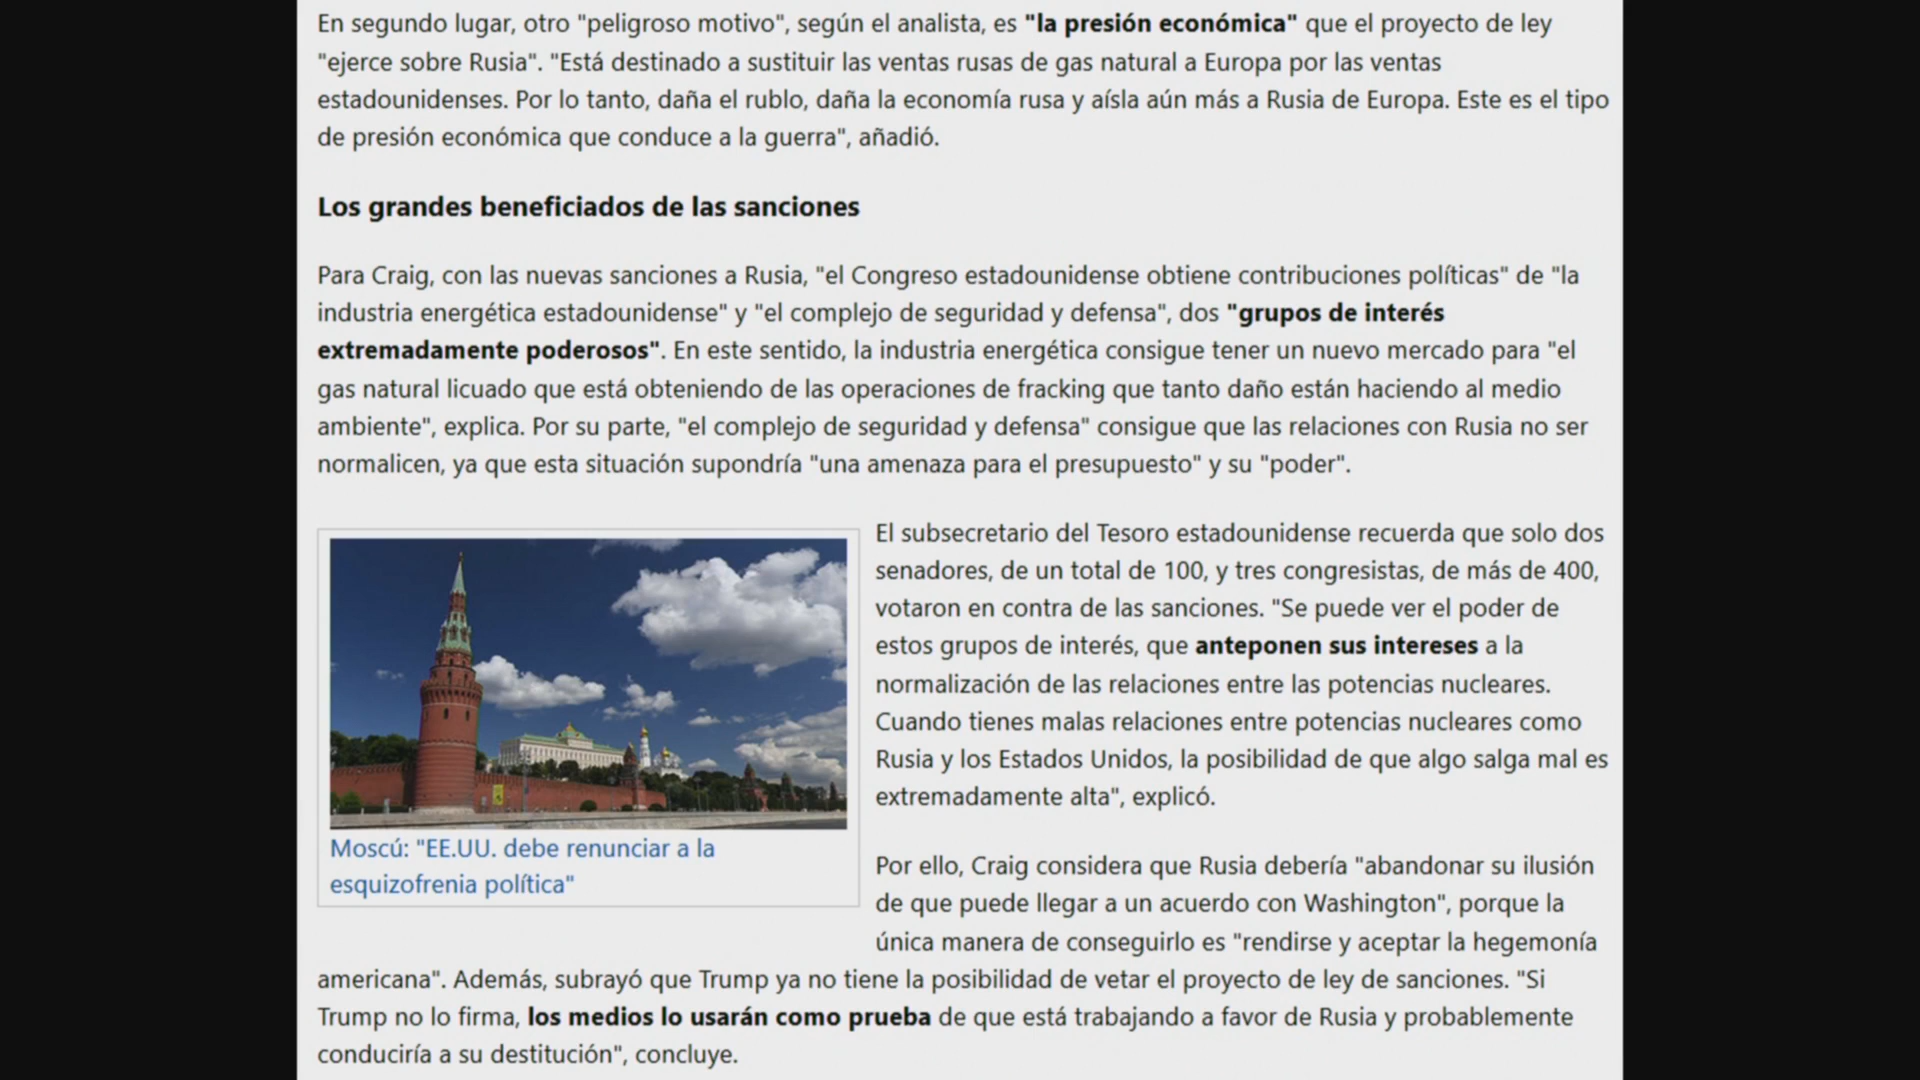 En segundo lugar, otro "peligroso motivo", según el analista, es "la presión económica" que el proyecto de ley
"ejerce sobre Rusia". "Está destinado a sustituir las ventas rusas de gas natural a Europa por las ventas
estadounidenses. Por lo tanto, daña el rublo, daña la economía rusa y aísla aún más a Rusia de Europa. Este es el tipo
de presión económica que conduce a la guerra", añadió.
Los grandes beneficiados de las sanciones
Para Craig, con las nuevas sanciones a Rusia, "el Congreso estadounidense obtiene contribuciones políticas" de "la
industria energética estadounidense" y "el complejo de seguridad y defensa", dos "grupos de interés
extremadamente poderosos". En este sentido, la industria energética consigue tener un nuevo mercado para "el
gas natural licuado que está obteniendo de las operaciones de fracking que tanto daño están haciendo al medio
ambiente", explica. Por su parte, "el complejo de seguridad y defensa" consigue que las relaciones con Rusia no ser
normalicen, ya que esta situación supondría "una amenaza para el presupuesto" y su "poder".
Moscú: "EE.UU. debe renunciar a la
esquizofrenia política"
El subsecretario del Tesoro estadounidense recuerda que solo dos
senadores, de un total de 100, y tres congresistas, de más de 400,
votaron en contra de las sanciones. "Se puede ver el poder de
estos grupos de interés, que anteponen sus intereses a la
normalización de las relaciones entre las potencias nucleares.
Cuando tienes malas relaciones entre potencias nucleares como
Rusia y los Estados Unidos, la posibilidad de que algo salga mal es
extremadamente alta", explicó.
Por ello, Craig considera que Rusia debería "abandonar su ilusión
de que puede llegar a un acuerdo con Washington", porque la
única manera de conseguirlo es "rendirse y aceptar la hegemonía
americana". Además, subrayó que Trump ya no tiene la posibilidad de vetar el proyecto de ley de sanciones. "Si
Trump no lo firma, los medios lo usarán como prueba de que está trabajando a favor de Rusia y probablemente
conduciría a su destitución", concluye.